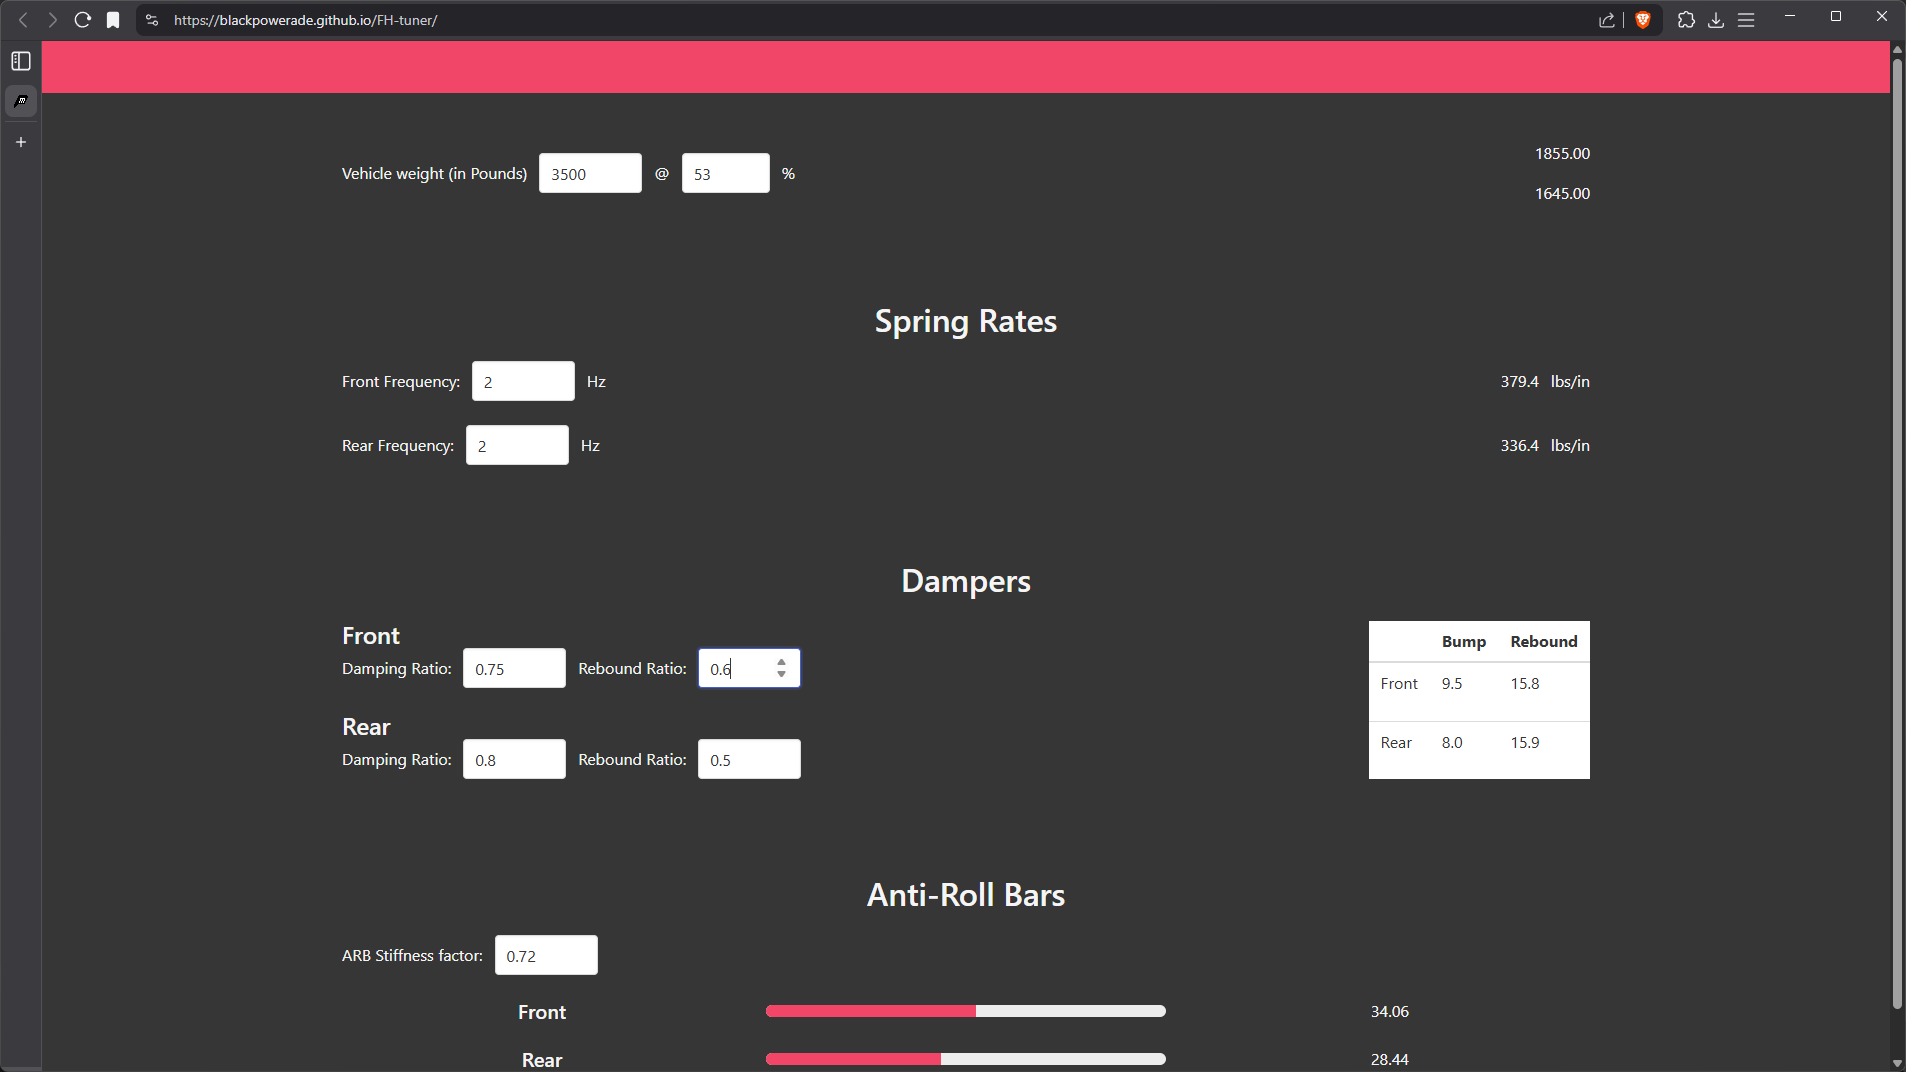 https://blackpowerade.github.io/FH-tuner/
Vehicle weight (in Pounds) 3500 @ 53 %
1855.00
1645.00
Spring Rates
Front Frequency: 2 Hz 379.4 lbs/in
Rear Frequency: 2 Hz 336.4 lbs/in
Dampers
Front
Damping Ratio: 0.75 Rebound Ratio: 0.6
Rear
Damping Ratio: 0.8 Rebound Ratio: 0.5
Bump Rebound
Front 9.5 15.8
Rear 8.0 15.9
Anti-Roll Bars
ARB Stiffness factor: 0.72
Front 34.06
Rear 28.44